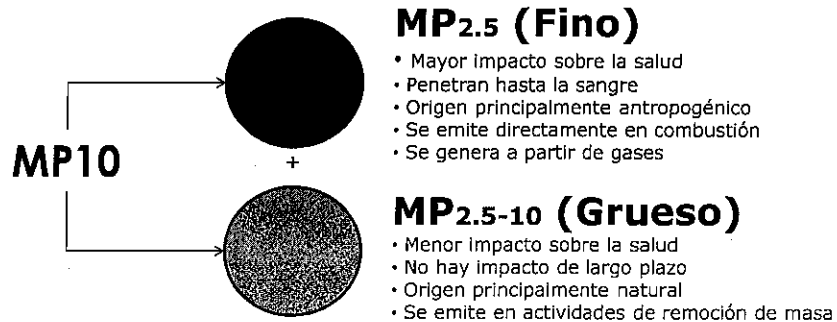 MP10
+
MP2.5 (Fino)
• Mayor impacto sobre la salud
• Penetran hasta la sangre
• Origen principalmente antropogénico
• Se emite directamente en combustión
• Se genera a partir de gases
MP2.5-10 (Grueso)
• Menor impacto sobre la salud
• No hay impacto de largo plazo
• Origen principalmente natural
• Se emite en actividades de remoción de masa